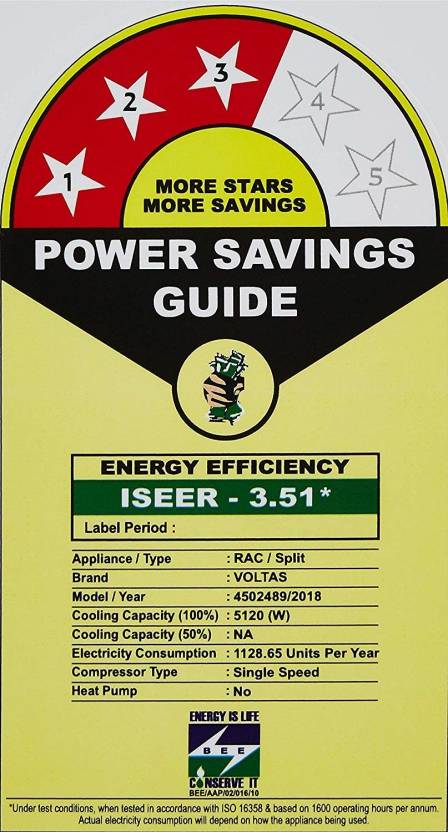 1 2 3 4 5
MORE STARS
MORE SAVINGS
POWER SAVINGS
GUIDE
ENERGY EFFICIENCY
ISEER - 3.51*
Label Period :
Appliance / Type : RAC / Split
Brand : VOLTAS
Model / Year : 4502489/2018
Cooling Capacity (100%) : 5120 (W)
Cooling Capacity (50%) : NA
Electricity Consumption : 1128.65 Units Per Year
Compressor Type : Single Speed
Heat Pump : No
ENERGY IS LIFE
BEE
CONSERVE IT
BEE/AAP/02/016/10
*Under test conditions, when tested in accordance with ISO 16358 & based on 1600 operating hours per annum.
Actual electricity consumption will depend on how the appliance being used.